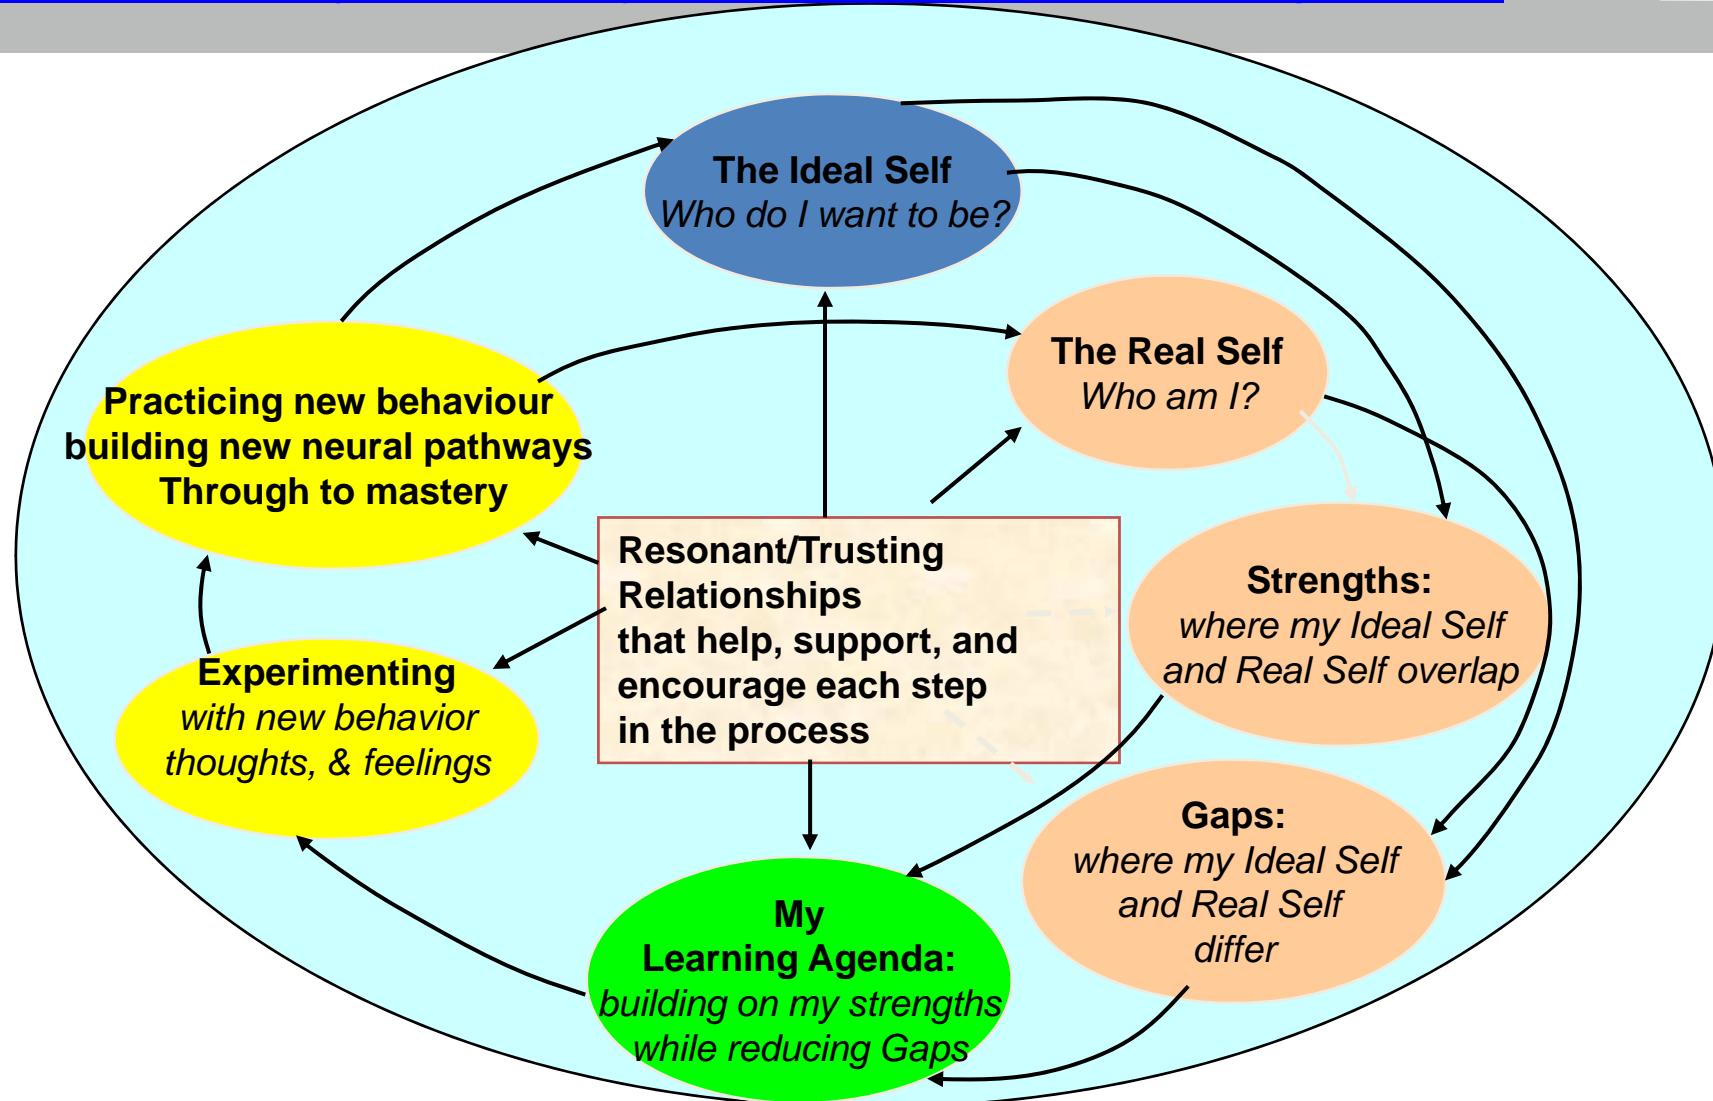 The Ideal Self
Who do I want to be?
The Real Self
Who am I?
Practicing new behaviour
building new neural pathways
Through to mastery
Resonant/Trusting
Relationships
that help, support, and
encourage each step
in the process
Strengths:
where my Ideal Self
and Real Self overlap
Experimenting
with new behavior
thoughts, & feelings
Gaps:
where my Ideal Self
and Real Self
differ
My
Learning Agenda:
building on my strengths
while reducing Gaps